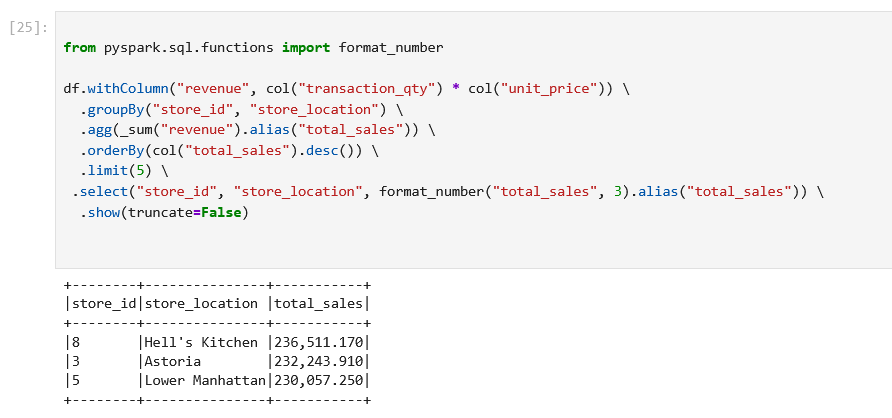 [25]:
from pyspark.sql.functions import format_number
df.withColumn("revenue", col("transaction_qty") * col("unit_price")) \
  .groupBy("store_id", "store_location") \
  .agg(_sum("revenue").alias("total_sales")) \
  .orderBy(col("total_sales").desc()) \
  .limit(5) \
 .select("store_id", "store_location", format_number("total_sales", 3).alias("total_sales")) \
  .show(truncate=False)
+--------+---------------+-----------+
|store_id|store_location |total_sales|
+--------+---------------+-----------+
|8       |Hell's Kitchen |236,511.170|
|3       |Astoria        |232,243.910|
|5       |Lower Manhattan|230,057.250|
+--------+---------------+-----------+